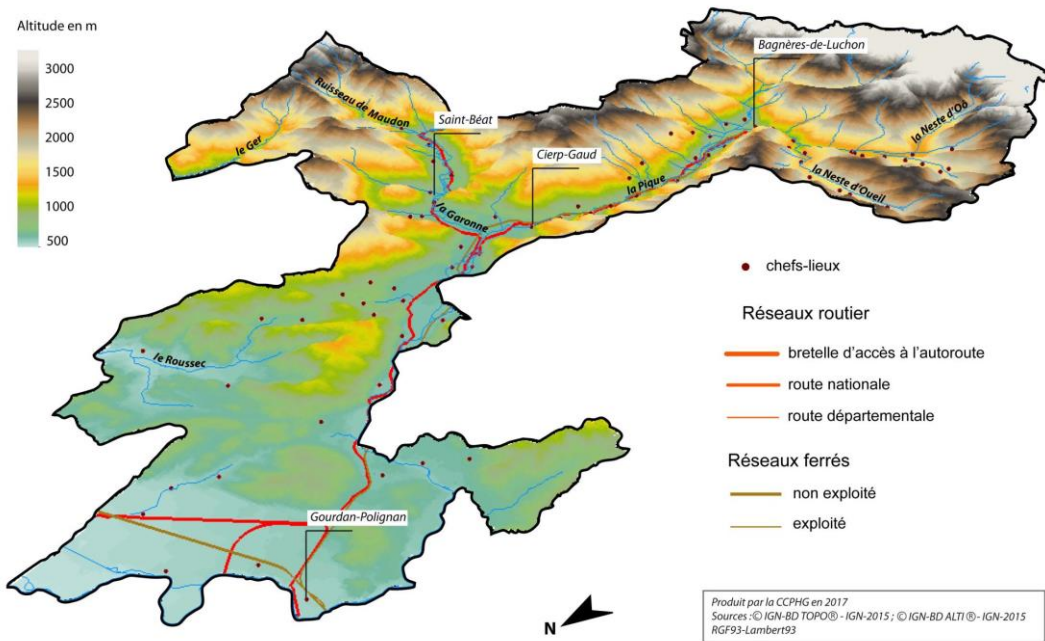 Altitude en m
3000
2500
2000
1500
1000
500
Bagnères-de-Luchon
Ruisseau de Maudon
Saint-Béat
la Neste d'Oô
le Ger
Cierp-Gaud
la Pique
la Neste d'Oueil
la Garonne
le Roussec
Gourdan-Polignan
chefs-lieux
Réseaux routier
bretelle d'accès à l'autoroute
route nationale
route départementale
Réseaux ferrés
non exploité
exploité
N
Produit par la CCPHG en 2017
Sources : © IGN-BD TOPO® - IGN-2015 ; © IGN-BD ALTI ® - IGN-2015
RGF93-Lambert93